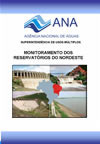 ANA
AGÊNCIA NACIONAL DE ÁGUAS
SUPERINTENDÊNCIA DE USOS MÚLTIPLOS
MONITORAMENTO DOS
RESERVATÓRIOS DO NORDESTE